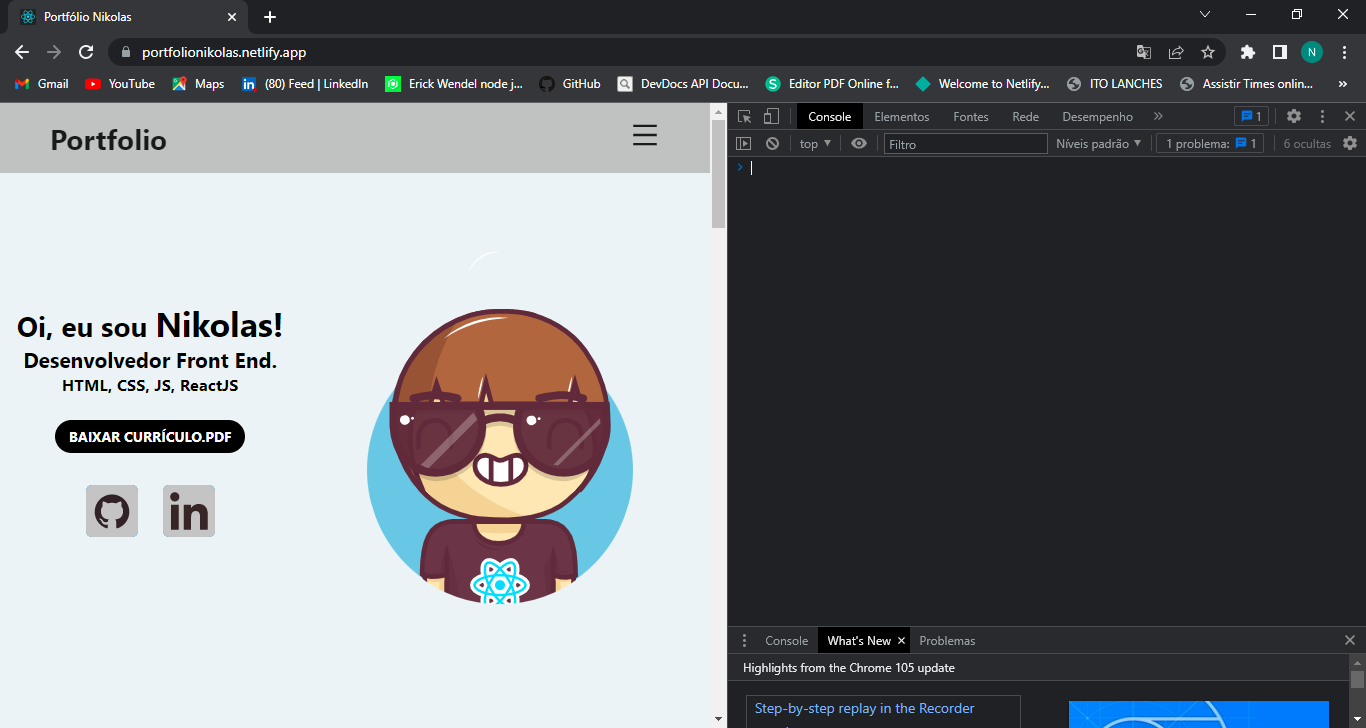 Portfólio Nikolas
portfolionikolas.netlify.app
N
Gmail
YouTube
Maps
(80) Feed | LinkedIn
Erick Wendel node j...
GitHub
DevDocs API Docu...
Editor PDF Online f...
Welcome to Netlify...
ITO LANCHES
Assistir Times onlin...
»
Portfolio
Oi, eu sou Nikolas!
Desenvolvedor Front End.
HTML, CSS, JS, ReactJS
BAIXAR CURRÍCULO.PDF
in
Console Elementos Fontes Rede Desempenho » 1
top Filtro Níveis padrão 1 problema: 1 6 ocultas
Console What's New Problemas
Highlights from the Chrome 105 update
Step-by-step replay in the Recorder